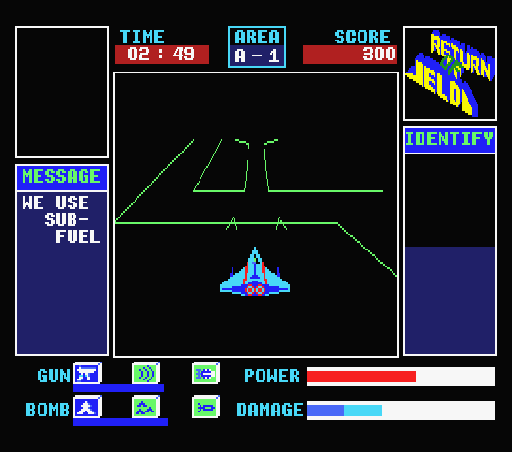 TIME
AREA
SCORE
02 : 49
A - 1
300
RETURN
OF
JELDA
IDENTIFY
MESSAGE
WE USE
SUB-
FUEL
GUN
POWER
BOMB
DAMAGE